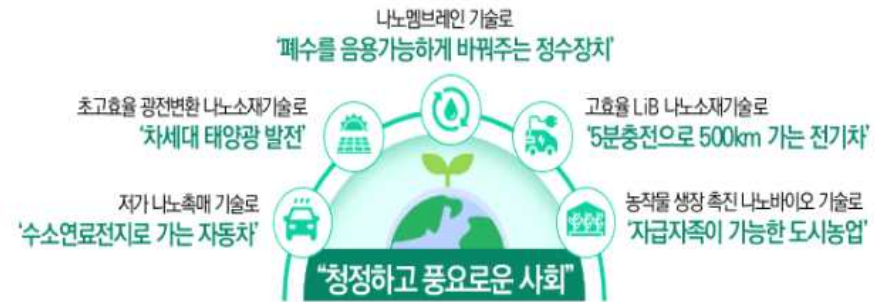 나노멤브레인 기술로
‘폐수를 음용가능하게 바꿔주는 정수장치’
초고효율 광전변환 나노소재기술로
‘차세대 태양광 발전’
고효율 LiB 나노소재기술로
‘5분충전으로 500km 가는 전기차’
저가 나노촉매 기술로
‘수소연료전지로 가는 자동차’
농작물 생장 촉진 나노바이오 기술로
‘자급자족이 가능한 도시농업’
“청정하고 풍요로운 사회”